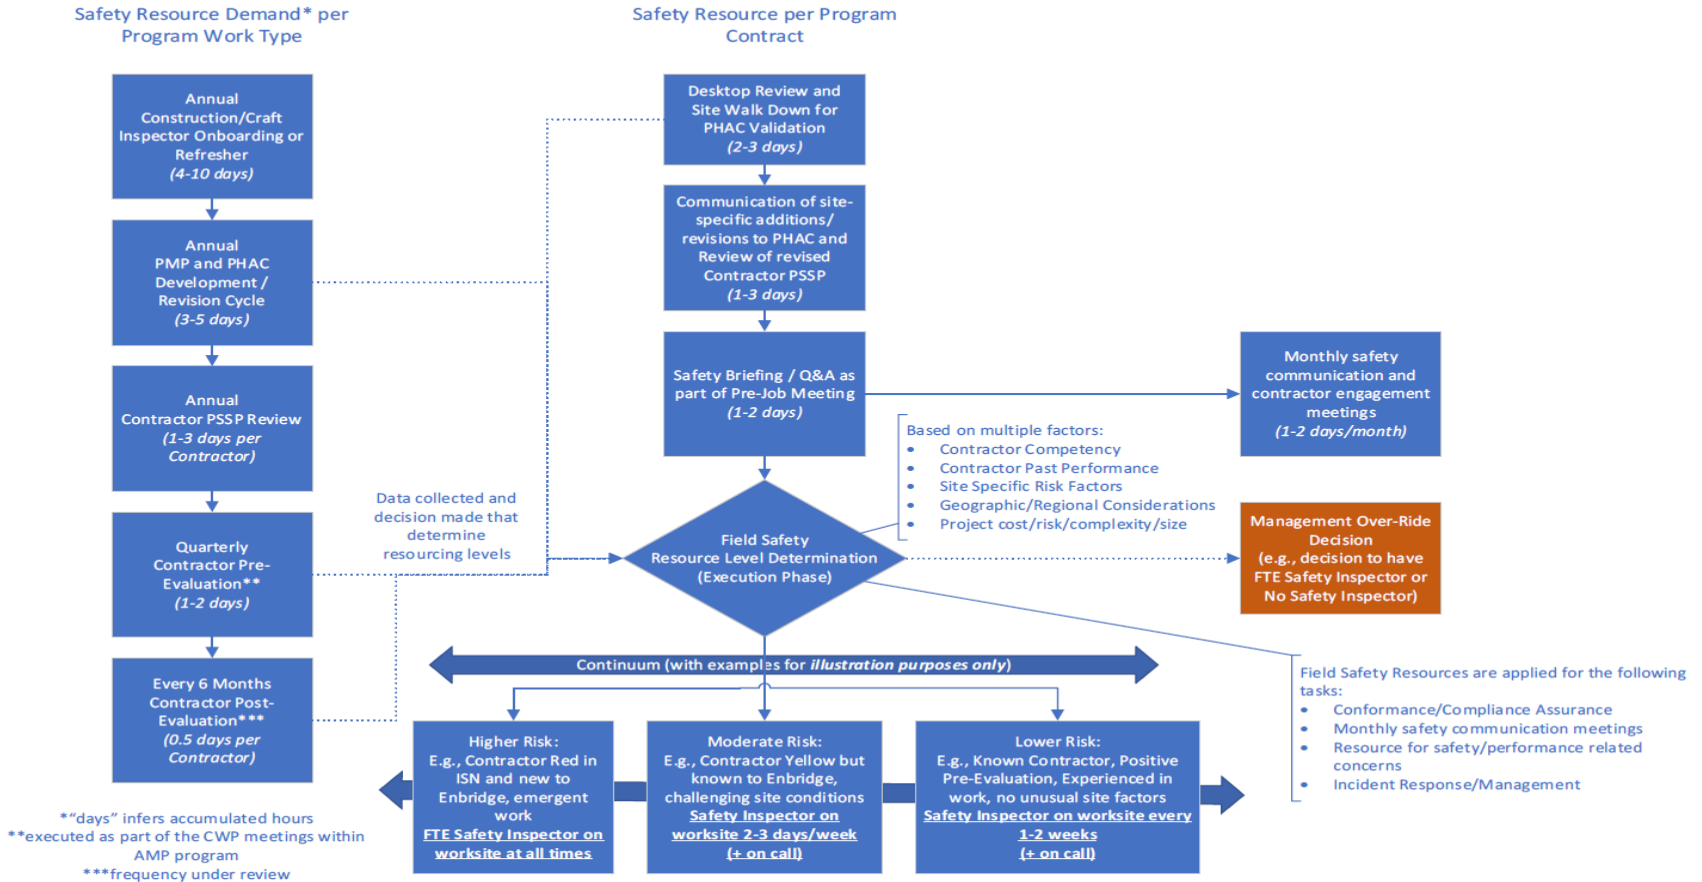 Safety Resource Demand* per
Program Work Type
Annual
Construction/Craft
Inspector Onboarding or
Refresher
(4-10 days)
Annual
PMP and PHAC
Development /
Revision Cycle
(3-5 days)
Annual
Contractor PSSP Review
(1-3 days per
Contractor)
Quarterly
Contractor Pre-
Evaluation**
(1-2 days)
Every 6 Months
Contractor Post-
Evaluation***
(0.5 days per
Contractor)
*“days” infers accumulated hours
**executed as part of the CWP meetings within
AMP program
***frequency under review
Data collected and
decision made that
determine
resourcing levels
Safety Resource per Program
Contract
Desktop Review and
Site Walk Down for
PHAC Validation
(2-3 days)
Communication of site-
specific additions/
revisions to PHAC and
Review of revised
Contractor PSSP
(1-3 days)
Safety Briefing / Q&A as
part of Pre-Job Meeting
(1-2 days)
Monthly safety
communication and
contractor engagement
meetings
(1-2 days/month)
Based on multiple factors:
• Contractor Competency
• Contractor Past Performance
• Site Specific Risk Factors
• Geographic/Regional Considerations
• Project cost/risk/complexity/size
Field Safety
Resource Level Determination
(Execution Phase)
Management Over-Ride
Decision
(e.g., decision to have
FTE Safety Inspector or
No Safety Inspector)
Continuum (with examples for illustration purposes only)
Higher Risk:
E.g., Contractor Red in
ISN and new to
Enbridge, emergent
work
FTE Safety Inspector on
worksite at all times
Moderate Risk:
E.g., Contractor Yellow but
known to Enbridge,
challenging site conditions
Safety Inspector on
worksite 2-3 days/week
(+ on call)
Lower Risk:
E.g., Known Contractor, Positive
Pre-Evaluation, Experienced in
work, no unusual site factors
Safety Inspector on worksite every
1-2 weeks
(+ on call)
Field Safety Resources are applied for the following
tasks:
• Conformance/Compliance Assurance
• Monthly safety communication meetings
• Resource for safety/performance related
concerns
• Incident Response/Management